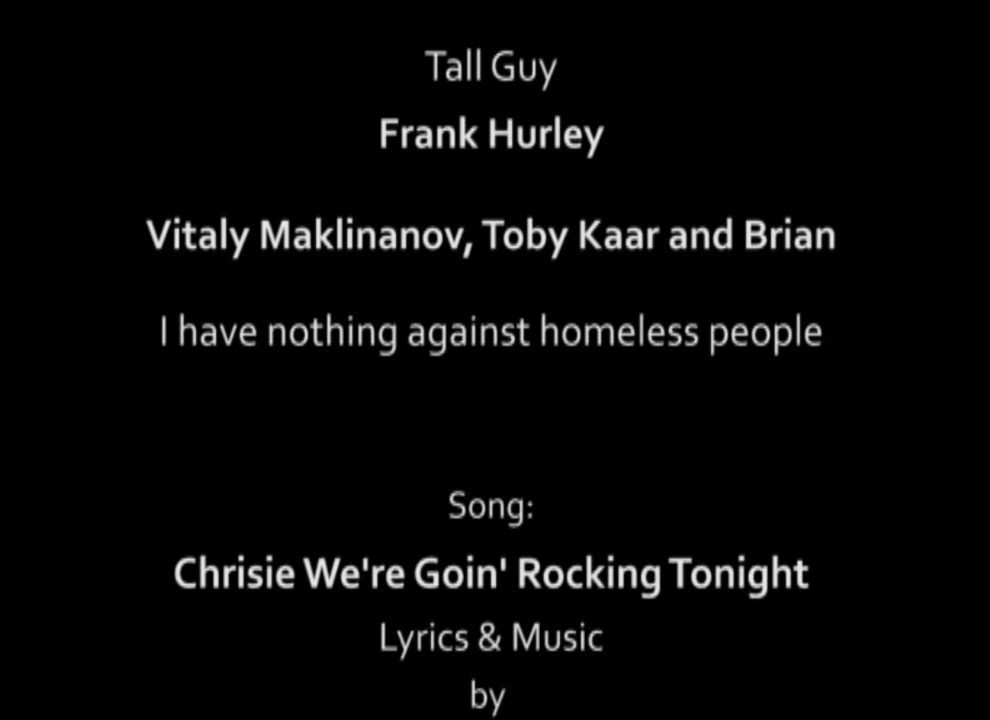 Tall Guy
Frank Hurley
Vitaly Maklinanov, Toby Kaar and Brian
I have nothing against homeless people
Song:
Chrisie We're Goin' Rocking Tonight
Lyrics & Music
by